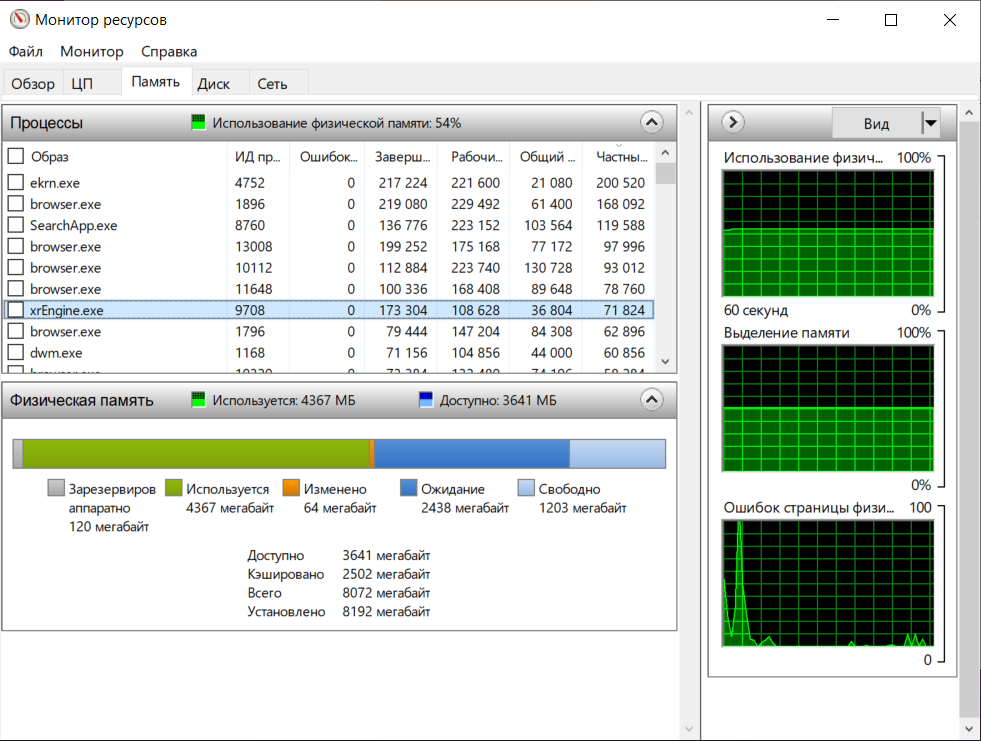 Монитор ресурсов
Файл Монитор Справка
Обзор ЦП Память Диск Сеть
Процессы Использование физической памяти: 54%
Образ ИД пр... Ошибок... Заверш... Рабочи... Общий ... Частны...
ekrn.exe 4752 0 217 224 221 600 21 080 200 520
browser.exe 1896 0 219 080 229 492 61 400 168 092
SearchApp.exe 8760 0 136 776 223 152 103 564 119 588
browser.exe 13008 0 199 252 175 168 77 172 97 996
browser.exe 10112 0 112 884 223 740 130 728 93 012
browser.exe 11648 0 100 336 168 408 89 648 78 760
xrEngine.exe 9708 0 173 304 108 628 36 804 71 824
browser.exe 1796 0 79 444 147 204 84 308 62 896
dwm.exe 1168 0 71 156 104 856 44 000 60 856
Физическая память Используется: 4367 МБ Доступно: 3641 МБ
Зарезервиров Используется Изменено Ожидание Свободно
аппаратно 4367 мегабайт 64 мегабайт 2438 мегабайт 1203 мегабайт
120 мегабайт
Доступно 3641 мегабайт
Кэшировано 2502 мегабайт
Всего 8072 мегабайт
Установлено 8192 мегабайт
Вид
Использование физич... 100%
60 секунд 0%
Выделение памяти 100%
0%
Ошибок страницы физи... 100
0